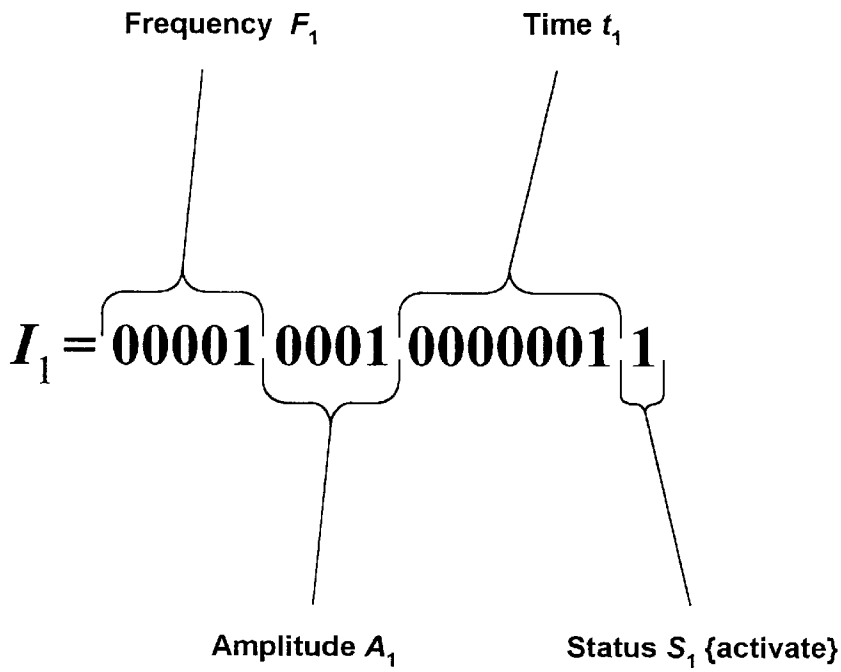 Frequency F1 Time t1
I1 = 00001 0001 0000001 1
Amplitude A1 Status S1 {activate}